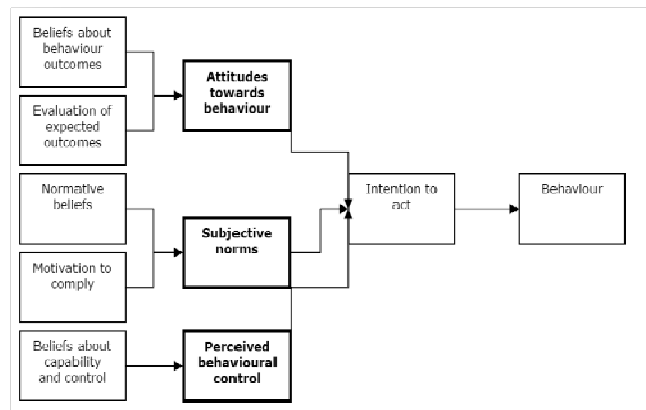 Beliefs about
behaviour
outcomes
Evaluation of
expected
outcomes
Attitudes
towards
behaviour
Normative
beliefs
Motivation to
comply
Subjective
norms
Beliefs about
capability
and control
Perceived
behavioural
control
Intention to
act
Behaviour